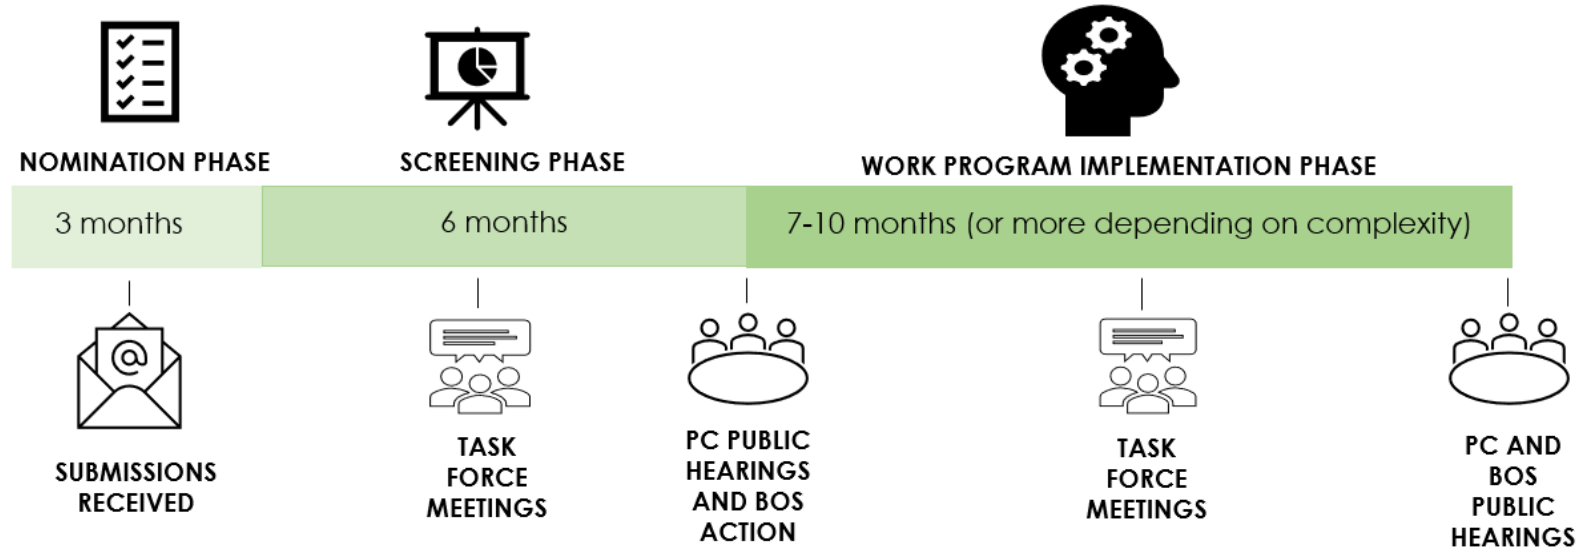 NOMINATION PHASE
SCREENING PHASE
WORK PROGRAM IMPLEMENTATION PHASE
3 months
6 months
7-10 months (or more depending on complexity)
@
SUBMISSIONS
RECEIVED
TASK
FORCE
MEETINGS
PC PUBLIC
HEARINGS
AND BOS
ACTION
TASK
FORCE
MEETINGS
PC AND
BOS
PUBLIC
HEARINGS